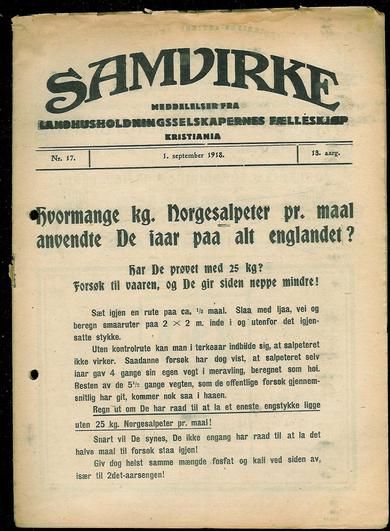 SAMVIRKE
MEDDELELSER FRA
LANDHUSHOLDNINGSSELSKAPERNES FÆLLESKJØP
KRISTIANIA
Nr. 17.
1. september 1918.
13. aarg.
Hvormange kg. Norgesalpeter pr. maal
anvendte De iaar paa alt englandet?
Har De prøvet med 25 kg?
Forsøk til vaaren, og De gir siden neppe mindre!
Sæt igjen en rute paa ca. ½ maal. Slaa med ljaa, vei og
beregn smaaruter paa 2 × 2 m. inde i og utenfor det igjen-
satte stykke.
Uten kontrolrute kan man i tørkeaar indbilde sig, at salpeteret
ikke virker. Saadanne forsøk har dog vist, at salpeteret selv
iaar gav 4 gange sin egen vegt i meravling, beregnet som høi.
Resten av de 5½ gange vegten, som de offentlige forsøk gjennem-
snitlig har git, kommer nok saa i haaen.
Regn ut om De har raad til at la et eneste engstykke ligge
uten 25 kg. Norgesalpeter pr. maal!
Snart vil De synes, De ikke engang har raad til at la det
halve maal til forsøk staa igjen!
Giv dog helst samme mængde fosfat og kali ved siden av,
især til 2det-aarsengen!